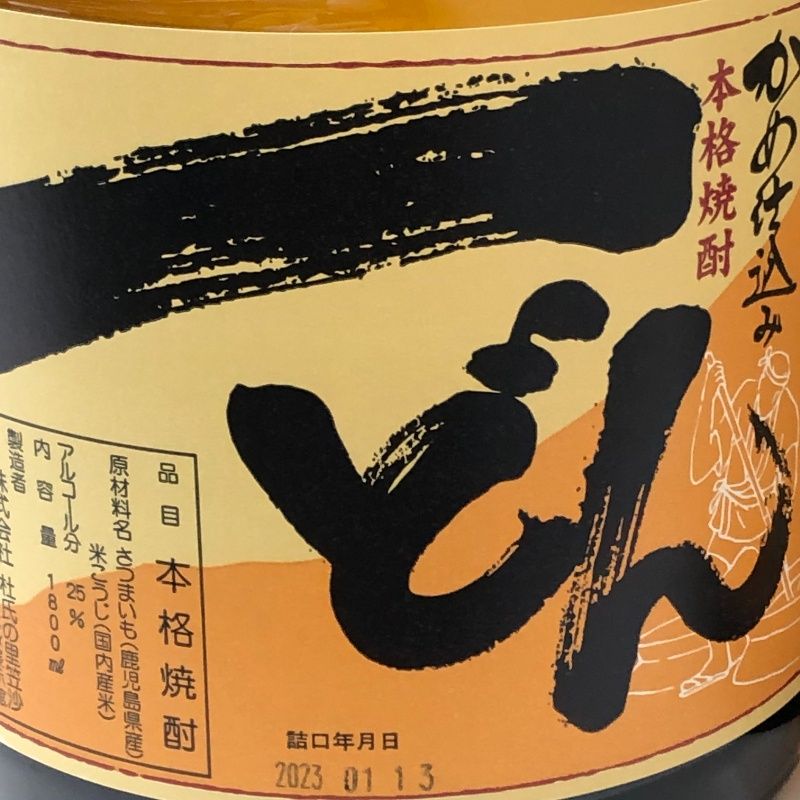 かめ仕込み
本格焼酎
一どん
品目 本格焼酎
原材料名 さつまいも(鹿児島県産)
米こうじ(国内産米)
アルコール分 25%
内容量 1800ml
製造者 株式会社 杜氏の里笠沙
詰口年月日
2023 01 13